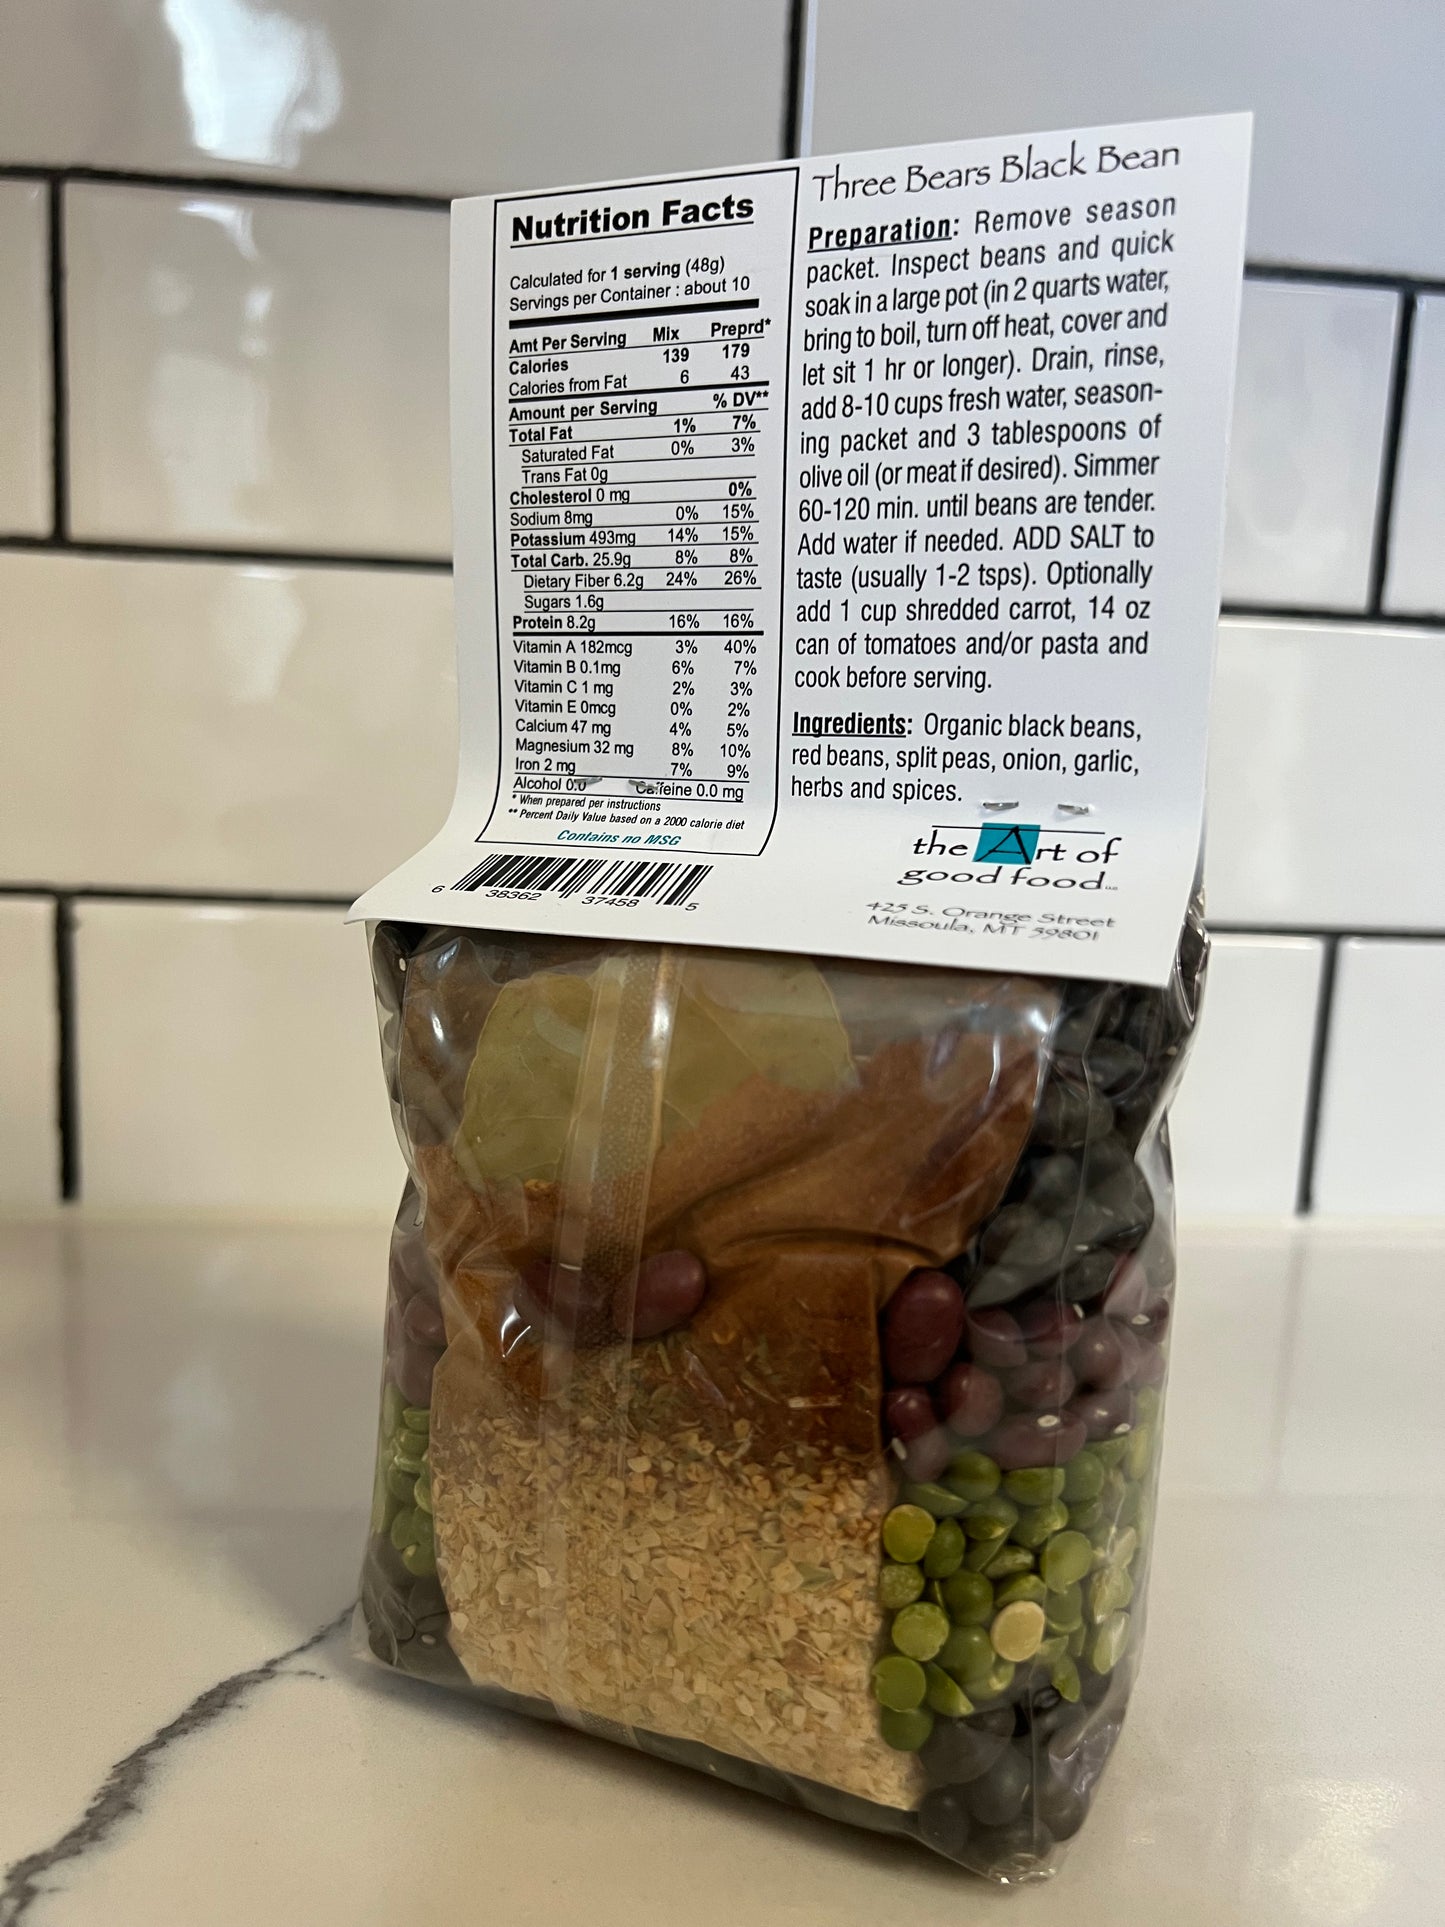 Nutrition Facts
Calculated for 1 serving (48g)
Servings per Container : about 10
Amt Per Serving Mix Preprd*
Calories 139 179
Calories from Fat 6 43
Amount per Serving % DV**
Total Fat 1% 7%
Saturated Fat 0% 3%
Trans Fat 0g
Cholesterol 0 mg 0%
Sodium 8mg 0% 15%
Potassium 493mg 14% 15%
Total Carb. 25.9g 8% 8%
Dietary Fiber 6.2g 24% 26%
Sugars 1.6g
Protein 8.2g 16% 16%
Vitamin A 182mcg 3% 40%
Vitamin B 0.1mg 6% 7%
Vitamin C 1 mg 2% 3%
Vitamin E 0mcg 0% 2%
Calcium 47 mg 4% 5%
Magnesium 32 mg 8% 10%
Iron 2 mg 7% 9%
Alcohol 0.0 Caffeine 0.0 mg
* When prepared per instructions
** Percent Daily Value based on a 2000 calorie diet
Contains no MSG
6 38362 37458 5
Three Bears Black Bean
Preparation: Remove season
packet. Inspect beans and quick
soak in a large pot (in 2 quarts water,
bring to boil, turn off heat, cover and
let sit 1 hr or longer). Drain, rinse,
add 8-10 cups fresh water, season-
ing packet and 3 tablespoons of
olive oil (or meat if desired). Simmer
60-120 min. until beans are tender.
Add water if needed. ADD SALT to
taste (usually 1-2 tsps). Optionally
add 1 cup shredded carrot, 14 oz
can of tomatoes and/or pasta and
cook before serving.
Ingredients: Organic black beans,
red beans, split peas, onion, garlic,
herbs and spices.
the Art of
good food
425 S. Orange Street
Missoula, MT 59801